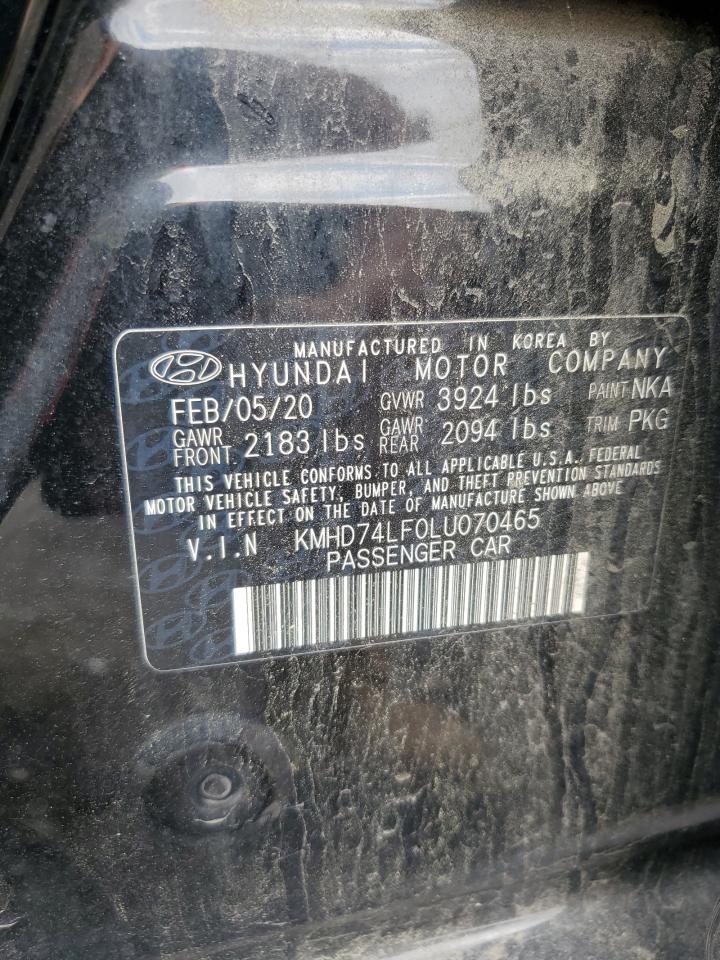 MANUFACTURED IN KOREA BY
HYUNDAI MOTOR COMPANY
FEB/05/20 GVWR 3924 lbs PAINT NKA
GAWR FRONT 2183 lbs GAWR REAR 2094 lbs TRIM PKG
THIS VEHICLE CONFORMS TO ALL APPLICABLE U.S.A. FEDERAL
MOTOR VEHICLE SAFETY, BUMPER, AND THEFT PREVENTION STANDARDS
IN EFFECT ON THE DATE OF MANUFACTURE SHOWN ABOVE
V.I.N KMHD74LF0LU070465
PASSENGER CAR